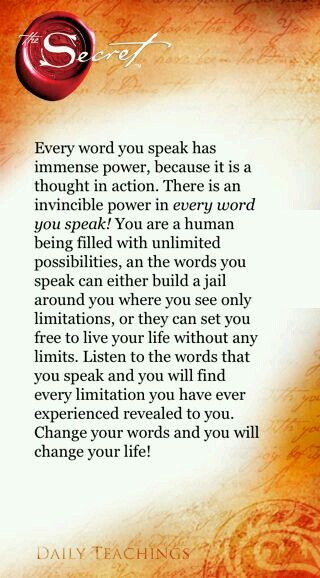 the Secret
Every word you speak has
immense power, because it is a
thought in action. There is an
invincible power in every word
you speak! You are a human
being filled with unlimited
possibilities, an the words you
speak can either build a jail
around you where you see only
limitations, or they can set you
free to live your life without any
limits. Listen to the words that
you speak and you will find
every limitation you have ever
experienced revealed to you.
Change your words and you will
change your life!
DAILY TEACHINGS